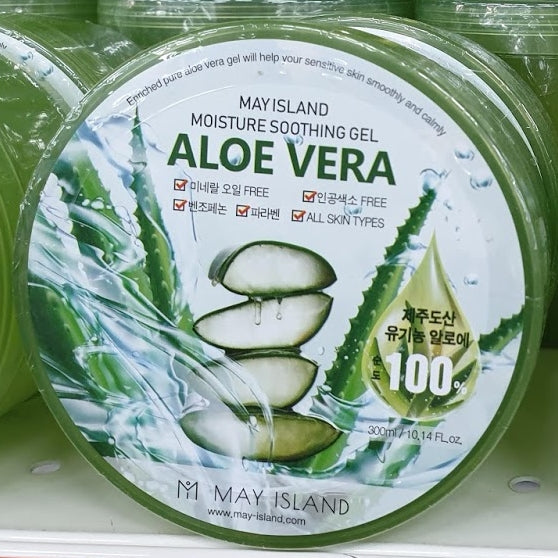 Enriched pure aloe vera gel will help your sensitive skin smoothly and calmly
MAY ISLAND
MOISTURE SOOTHING GEL
ALOE VERA
미네랄 오일 FREE
인공색소 FREE
벤조페논
파라벤
ALL SKIN TYPES
제주도산
유기농 알로에
순도 100%
300ml / 10,14 FL,oz.
MAY ISLAND
www.may-island.com